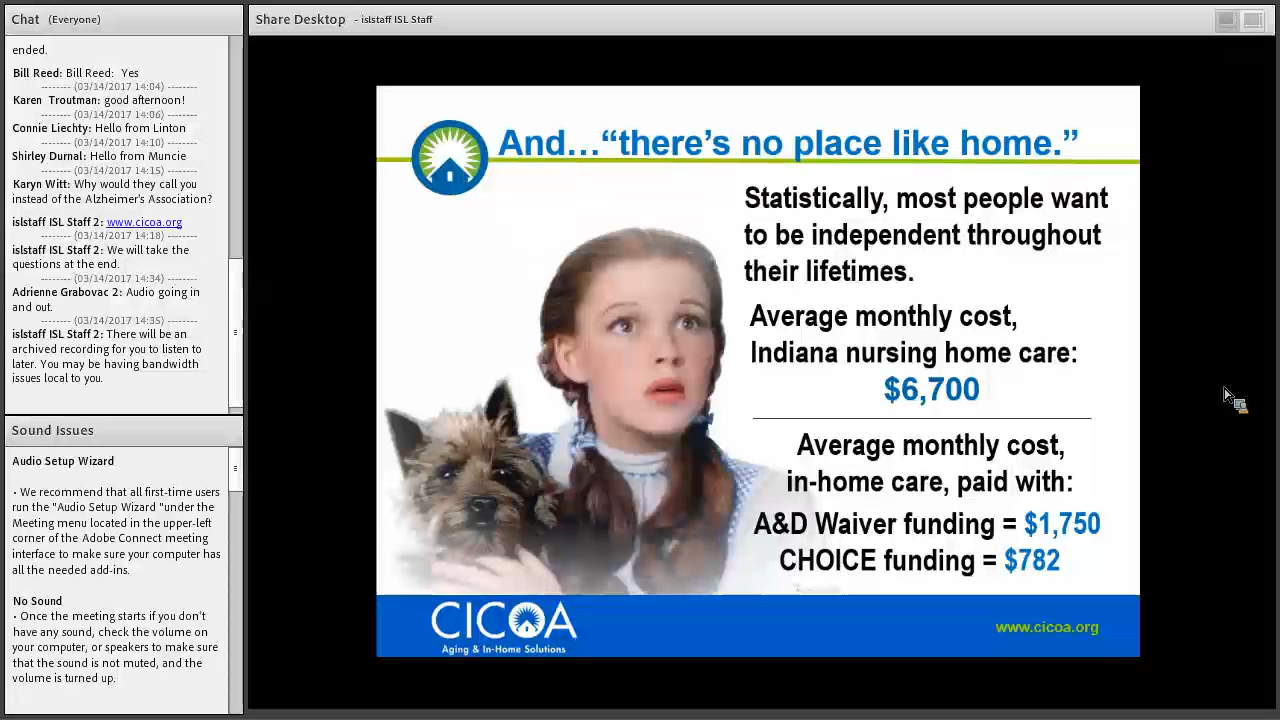 Chat (Everyone)
ended.
Bill Reed: Bill Reed: Yes
-------- (03/14/2017 14:04) --------
Karen Troutman: good afternoon!
-------- (03/14/2017 14:06) --------
Connie Liechty: Hello from Linton
-------- (03/14/2017 14:10) --------
Shirley Durnal: Hello from Muncie
-------- (03/14/2017 14:15) --------
Karyn Witt: Why would they call you
instead of the Alzheimer's Association?
islstaff ISL Staff 2: www.cicoa.org
-------- (03/14/2017 14:18) --------
islstaff ISL Staff 2: We will take the
questions at the end.
-------- (03/14/2017 14:34) --------
Adrienne Grabovac 2: Audio going in
and out.
-------- (03/14/2017 14:35) --------
islstaff ISL Staff 2: There will be an
archived recording for you to listen to
later. You may be having bandwidth
issues local to you.
Sound Issues
Audio Setup Wizard
• We recommend that all first-time users
run the "Audio Setup Wizard "under the
Meeting menu located in the upper-left
corner of the Adobe Connect meeting
interface to make sure your computer has
all the needed add-ins.
No Sound
• Once the meeting starts if you don't
have any sound, check the volume on
your computer, or speakers to make sure
that the sound is not muted, and the
volume is turned up.
Share Desktop - islstaff ISL Staff
And…“there’s no place like home.”
Statistically, most people want
to be independent throughout
their lifetimes.
Average monthly cost,
Indiana nursing home care:
$6,700
Average monthly cost,
in-home care, paid with:
A&D Waiver funding = $1,750
CHOICE funding = $782
CICOA
Aging & In-Home Solutions
www.cicoa.org